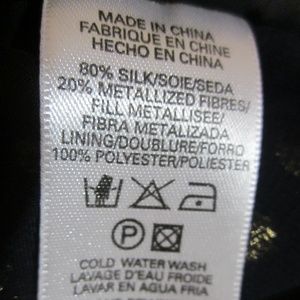 MADE IN CHINA
FABRIQUE EN CHINE
HECHO EN CHINA
80% SILK/SOIE/SEDA
20% METALLIZED FIBRES/
FILL METALLISEE/
FIBRA METALIZADA
LINING/DOUBLURE/FORRO
100% POLYESTER/POLIESTER
P
COLD WATER WASH
LAVAGE D'EAU FROIDE
LAVAR EN AGUA FRIA